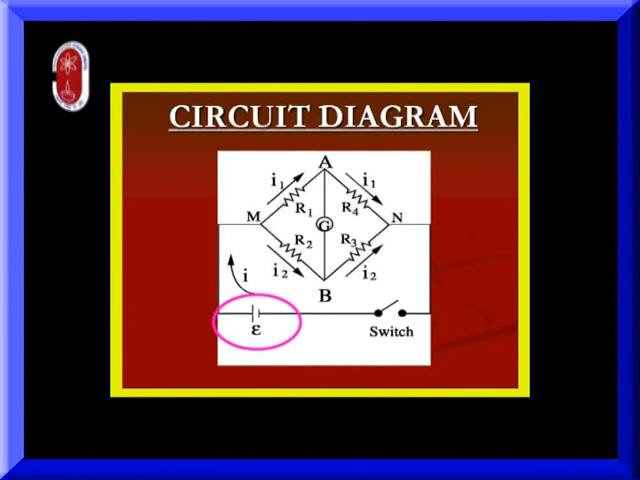 CIRCUIT DIAGRAM
A
i₁
i₁
R₁
R₄
M
N
G
R₂
R₃
i₂
i₂
B
i
ε
Switch